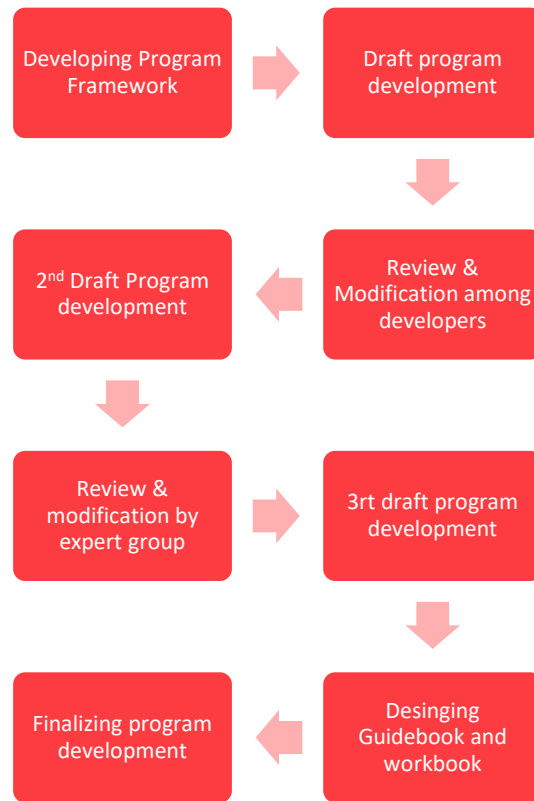 Developing Program
Framework
Draft program
development
Review &
Modification among
developers
2nd Draft Program
development
Review &
modification by
expert group
3rt draft program
development
Desinging
Guidebook and
workbook
Finalizing program
development